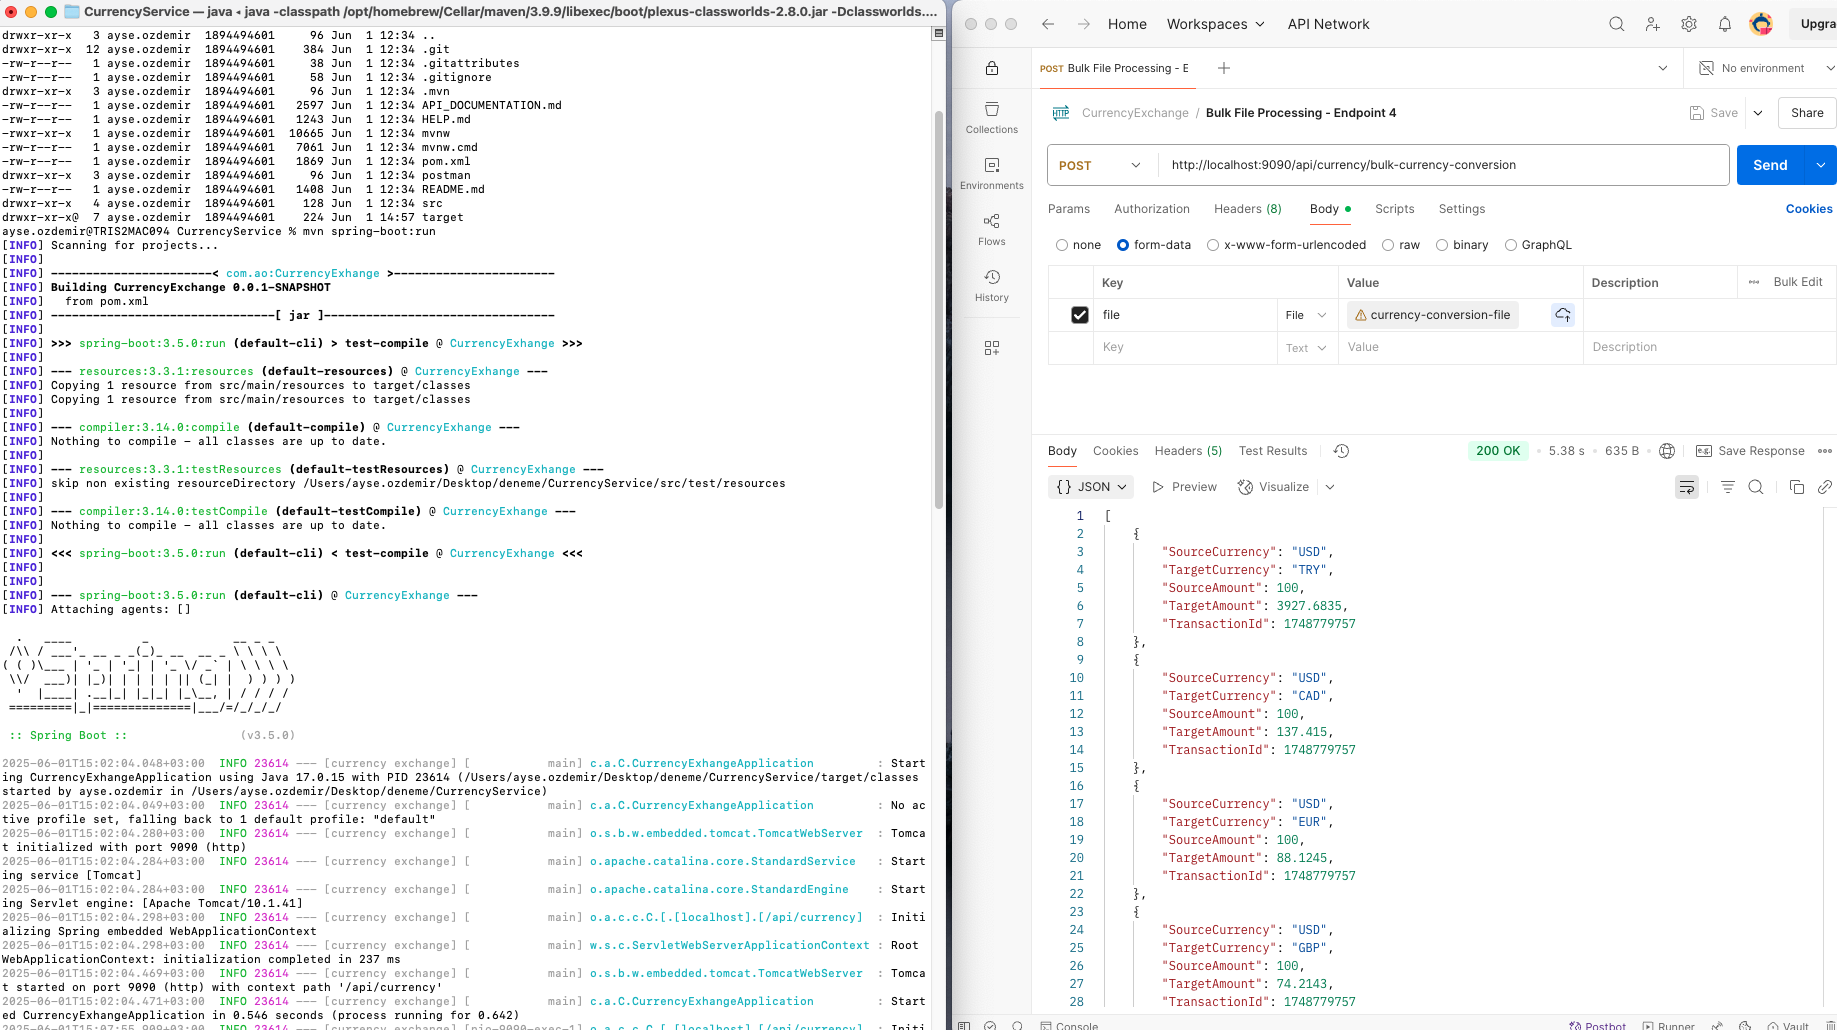 CurrencyService — java ◂ java -classpath /opt/homebrew/Cellar/maven/3.9.9/libexec/boot/plexus-classworlds-2.8.0.jar -Dclassworlds....
drwxr-xr-x   3 ayse.ozdemir  1894494601     96 Jun  1 12:34 ..
drwxr-xr-x  12 ayse.ozdemir  1894494601    384 Jun  1 12:34 .git
-rw-r--r--   1 ayse.ozdemir  1894494601     38 Jun  1 12:34 .gitattributes
-rw-r--r--   1 ayse.ozdemir  1894494601     58 Jun  1 12:34 .gitignore
drwxr-xr-x   3 ayse.ozdemir  1894494601     96 Jun  1 12:34 .mvn
-rw-r--r--   1 ayse.ozdemir  1894494601   2597 Jun  1 12:34 API_DOCUMENTATION.md
-rw-r--r--   1 ayse.ozdemir  1894494601   1243 Jun  1 12:34 HELP.md
-rwxr-xr-x   1 ayse.ozdemir  1894494601  10665 Jun  1 12:34 mvnw
-rw-r--r--   1 ayse.ozdemir  1894494601   7061 Jun  1 12:34 mvnw.cmd
-rw-r--r--   1 ayse.ozdemir  1894494601   1869 Jun  1 12:34 pom.xml
drwxr-xr-x   3 ayse.ozdemir  1894494601     96 Jun  1 12:34 postman
-rw-r--r--   1 ayse.ozdemir  1894494601   1408 Jun  1 12:34 README.md
drwxr-xr-x   4 ayse.ozdemir  1894494601    128 Jun  1 12:34 src
drwxr-xr-x@  7 ayse.ozdemir  1894494601    224 Jun  1 14:57 target
ayse.ozdemir@TRIS2MAC094 CurrencyService % mvn spring-boot:run
[INFO] Scanning for projects...
[INFO]
[INFO] -----------------------< com.ao:CurrencyExhange >-----------------------
[INFO] Building CurrencyExchange 0.0.1-SNAPSHOT
[INFO]   from pom.xml
[INFO] --------------------------------[ jar ]---------------------------------
[INFO]
[INFO] >>> spring-boot:3.5.0:run (default-cli) > test-compile @ CurrencyExhange >>>
[INFO]
[INFO] --- resources:3.3.1:resources (default-resources) @ CurrencyExhange ---
[INFO] Copying 1 resource from src/main/resources to target/classes
[INFO] Copying 1 resource from src/main/resources to target/classes
[INFO]
[INFO] --- compiler:3.14.0:compile (default-compile) @ CurrencyExhange ---
[INFO] Nothing to compile - all classes are up to date.
[INFO]
[INFO] --- resources:3.3.1:testResources (default-testResources) @ CurrencyExhange ---
[INFO] skip non existing resourceDirectory /Users/ayse.ozdemir/Desktop/deneme/CurrencyService/src/test/resources
[INFO]
[INFO] --- compiler:3.14.0:testCompile (default-testCompile) @ CurrencyExhange ---
[INFO] Nothing to compile - all classes are up to date.
[INFO]
[INFO] <<< spring-boot:3.5.0:run (default-cli) < test-compile @ CurrencyExhange <<<
[INFO]
[INFO]
[INFO] --- spring-boot:3.5.0:run (default-cli) @ CurrencyExhange ---
[INFO] Attaching agents: []
:: Spring Boot ::                (v3.5.0)
2025-06-01T15:02:04.048+03:00  INFO 23614 --- [currency exchange] [           main] c.a.C.CurrencyExhangeApplication         : Start
ing CurrencyExhangeApplication using Java 17.0.15 with PID 23614 (/Users/ayse.ozdemir/Desktop/deneme/CurrencyService/target/classes
started by ayse.ozdemir in /Users/ayse.ozdemir/Desktop/deneme/CurrencyService)
2025-06-01T15:02:04.049+03:00  INFO 23614 --- [currency exchange] [           main] c.a.C.CurrencyExhangeApplication         : No ac
tive profile set, falling back to 1 default profile: "default"
2025-06-01T15:02:04.280+03:00  INFO 23614 --- [currency exchange] [           main] o.s.b.w.embedded.tomcat.TomcatWebServer  : Tomca
t initialized with port 9090 (http)
2025-06-01T15:02:04.284+03:00  INFO 23614 --- [currency exchange] [           main] o.apache.catalina.core.StandardService   : Start
ing service [Tomcat]
2025-06-01T15:02:04.284+03:00  INFO 23614 --- [currency exchange] [           main] o.apache.catalina.core.StandardEngine    : Start
ing Servlet engine: [Apache Tomcat/10.1.41]
2025-06-01T15:02:04.298+03:00  INFO 23614 --- [currency exchange] [           main] o.a.c.c.C.[.[localhost].[/api/currency]  : Initi
alizing Spring embedded WebApplicationContext
2025-06-01T15:02:04.298+03:00  INFO 23614 --- [currency exchange] [           main] w.s.c.ServletWebServerApplicationContext : Root
WebApplicationContext: initialization completed in 237 ms
2025-06-01T15:02:04.469+03:00  INFO 23614 --- [currency exchange] [           main] o.s.b.w.embedded.tomcat.TomcatWebServer  : Tomca
t started on port 9090 (http) with context path '/api/currency'
2025-06-01T15:02:04.471+03:00  INFO 23614 --- [currency exchange] [           main] c.a.C.CurrencyExhangeApplication         : Start
ed CurrencyExhangeApplication in 0.546 seconds (process running for 0.642)
2025-06-01T15:07:55.909+03:00  INFO 23614 --- [currency exchange] [nio-9090-exec-1] o.a.c.c.C.[.[localhost].[/api/currency]  : Initi
Home Workspaces API Network Upgra
Collections
Environments
Flows
History
POST Bulk File Processing - E
No environment
HTTP CurrencyExchange / Bulk File Processing - Endpoint 4
Save Share
POST http://localhost:9090/api/currency/bulk-currency-conversion Send
Params Authorization Headers (8) Body Scripts Settings Cookies
none form-data x-www-form-urlencoded raw binary GraphQL
Key Value Description Bulk Edit
file File currency-conversion-file
Key Text Value Description
Body Cookies Headers (5) Test Results 200 OK 5.38 s 635 B Save Response
{} JSON Preview Visualize
1 [
2 {
3 "SourceCurrency": "USD",
4 "TargetCurrency": "TRY",
5 "SourceAmount": 100,
6 "TargetAmount": 3927.6835,
7 "TransactionId": 1748779757
8 },
9 {
10 "SourceCurrency": "USD",
11 "TargetCurrency": "CAD",
12 "SourceAmount": 100,
13 "TargetAmount": 137.415,
14 "TransactionId": 1748779757
15 },
16 {
17 "SourceCurrency": "USD",
18 "TargetCurrency": "EUR",
19 "SourceAmount": 100,
20 "TargetAmount": 88.1245,
21 "TransactionId": 1748779757
22 },
23 {
24 "SourceCurrency": "USD",
25 "TargetCurrency": "GBP",
26 "SourceAmount": 100,
27 "TargetAmount": 74.2143,
28 "TransactionId": 1748779757
Console Postbot Runner Vault